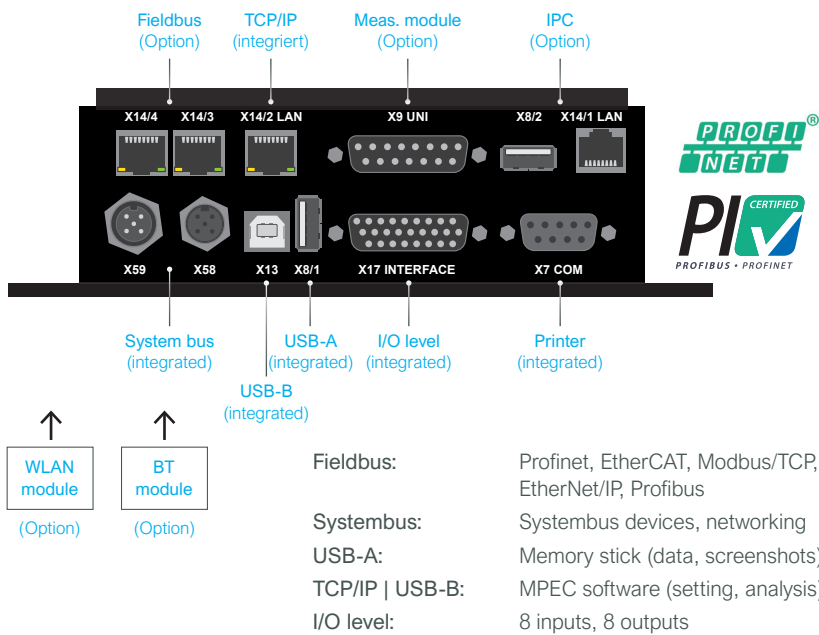 Fieldbus
(Option)
TCP/IP
(integriert)
Meas. module
(Option)
IPC
(Option)
X14/4
X14/3
X14/2 LAN
X9 UNI
X8/2
X14/1 LAN
PROFI®
NET
PI
CERTIFIED
PROFIBUS • PROFINET
X59
X58
X13
X8/1
X17 INTERFACE
X7 COM
System bus
(integrated)
USB-A
(integrated)
I/O level
(integrated)
Printer
(integrated)
USB-B
(integrated)
WLAN
module
(Option)
BT
module
(Option)
Fieldbus: Profinet, EtherCAT, Modbus/TCP,
EtherNet/IP, Profibus
Systembus: Systembus devices, networking
USB-A: Memory stick (data, screenshots)
TCP/IP | USB-B: MPEC software (setting, analysis)
I/O level: 8 inputs, 8 outputs